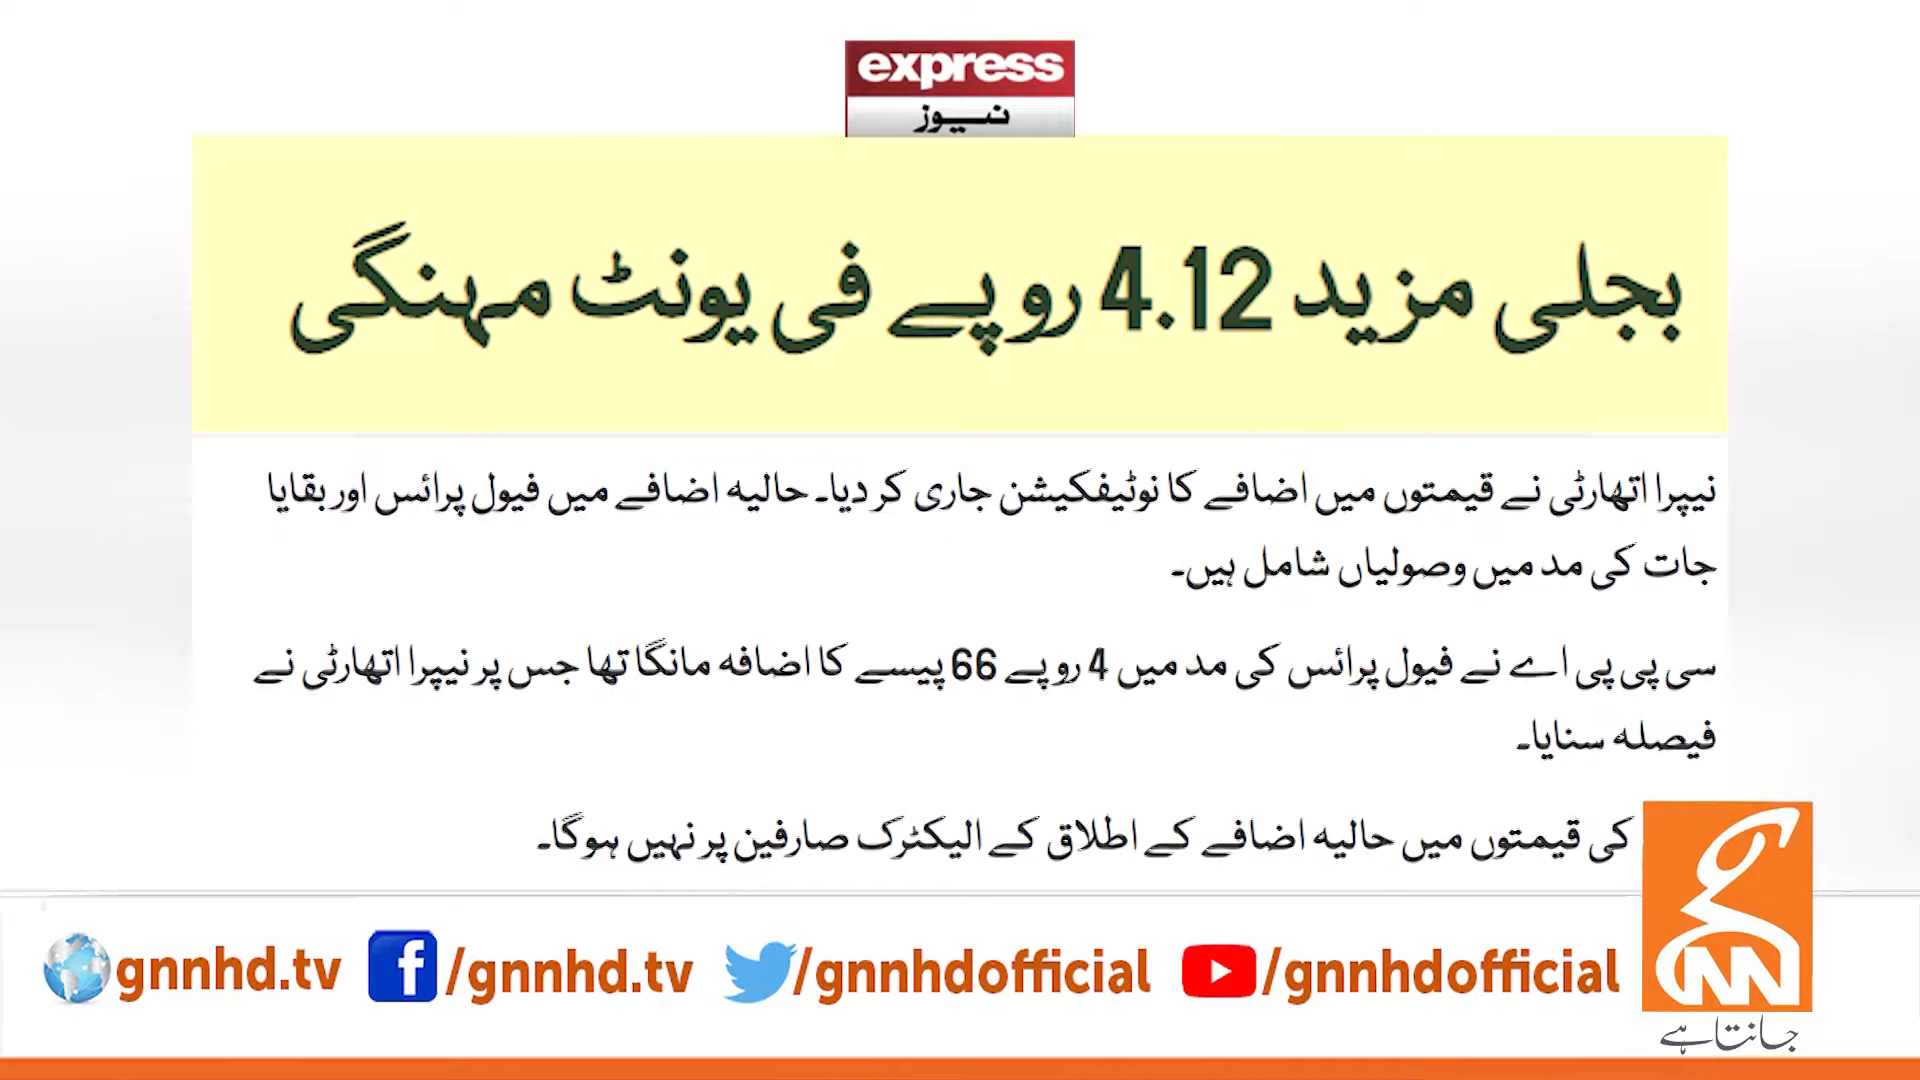 express
نیوز
بجلی مزید 4.12 روپے فی یونٹ مہنگی
نیپرا اتھارٹی نے قیمتوں میں اضافے کا نوٹیفکیشن جاری کر دیا۔ حالیہ اضافے میں فیول پرائس اور بقایا
جات کی مد میں وصولیاں شامل ہیں۔
سی پی پی اے نے فیول پرائس کی مد میں 4 روپے 66 پیسے کا اضافہ مانگا تھا جس پر نیپرا اتھارٹی نے
فیصلہ سنایا۔
کی قیمتوں میں حالیہ اضافے کے اطلاق کے الیکٹرک صارفین پر نہیں ہوگا۔
gnnhd.tv /gnnhd.tv /gnnhdofficial /gnnhdofficial
GNN
جانتا ہے